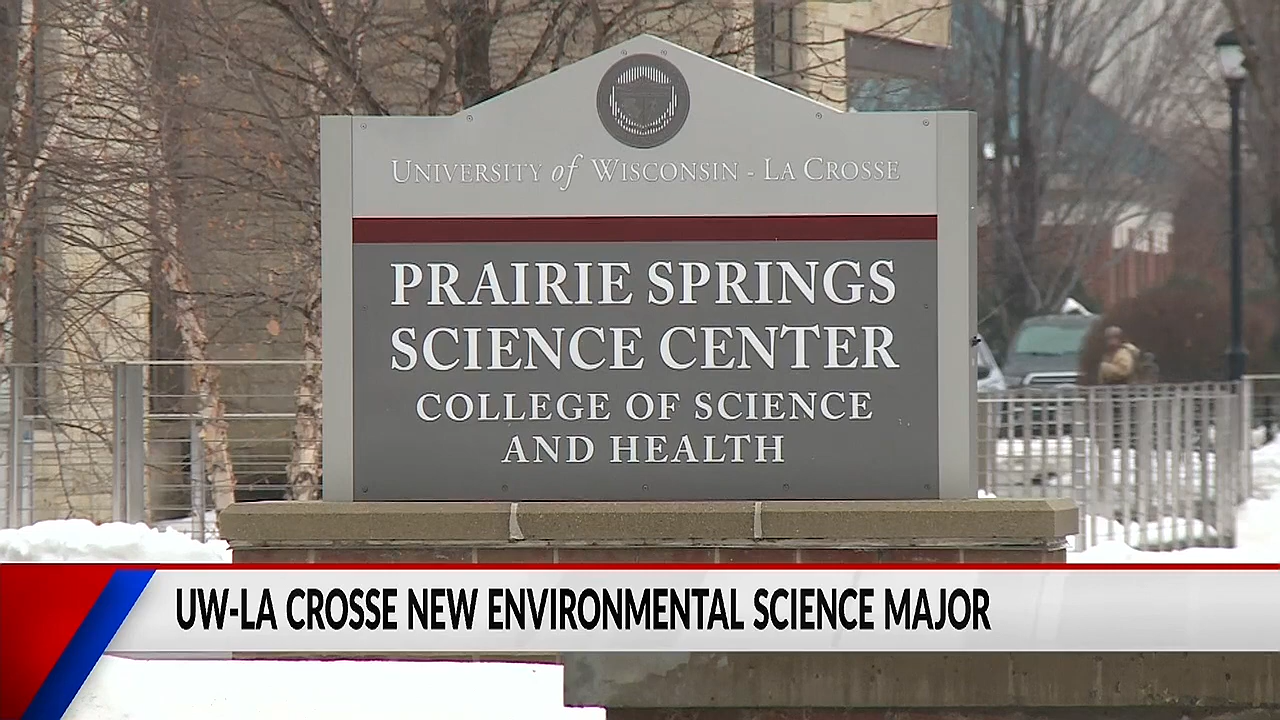 UNIVERSITY of WISCONSIN - LA CROSSE
PRAIRIE SPRINGS
SCIENCE CENTER
COLLEGE OF SCIENCE
AND HEALTH
UW-LA CROSSE NEW ENVIRONMENTAL SCIENCE MAJOR